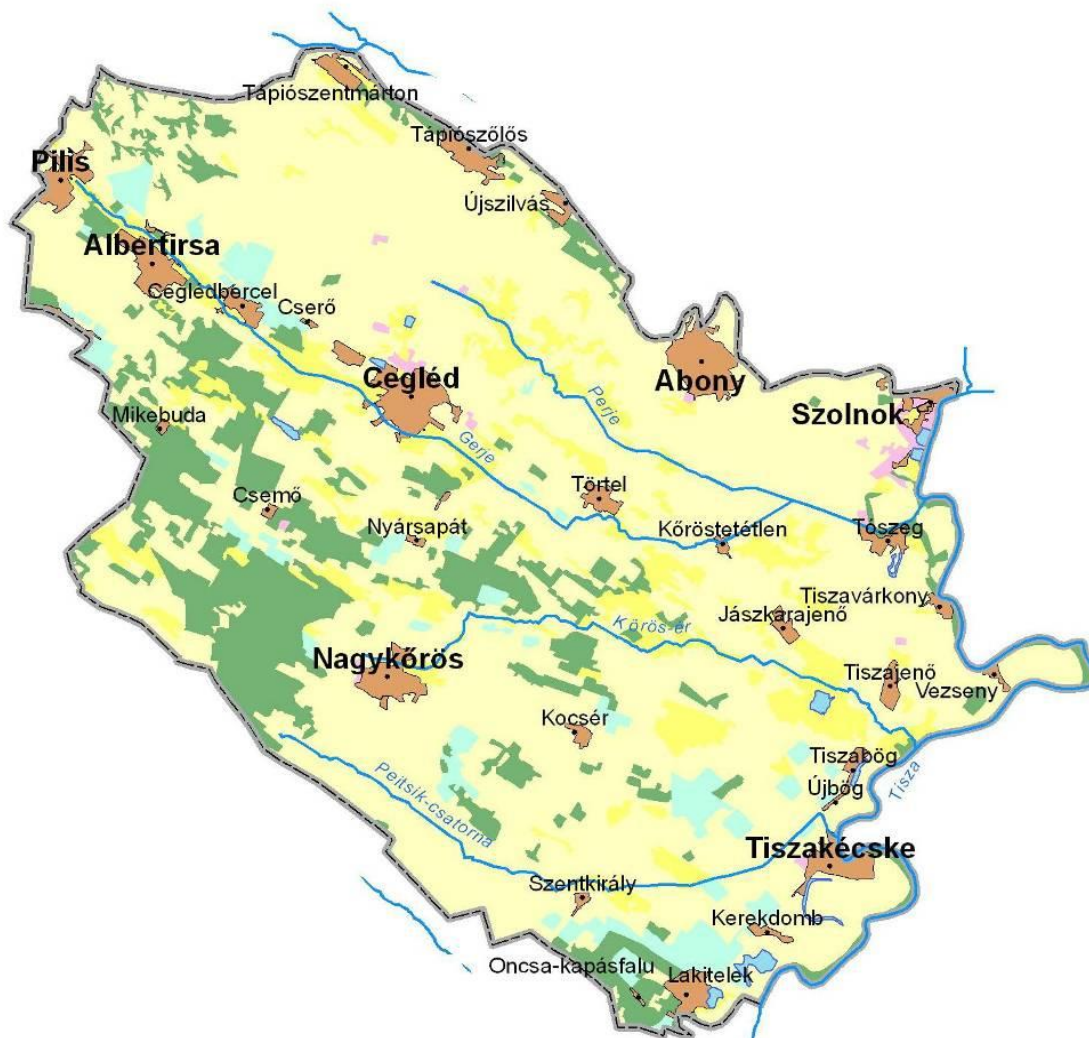 Tápiószentmárton
Tápiószőlős
Pilis
Újszilvás
Albertirsa
Ceglédbercel
Cserő
Cegléd
Abony
Perje
Szolnok
Mikebuda
Gerje
Törtel
Csemő
Nyársapát
Kőröstetétlen
Tószeg
Tiszavárkony
Jászkarajenő
Körös-ér
Nagykőrös
Tiszajenő
Vezseny
Kocsér
Tiszabög
Tisza
Újbög
Peitsik-csatorna
Tiszakécske
Szentkirály
Kerekdomb
Oncsa-kapásfalu
Lakitelek